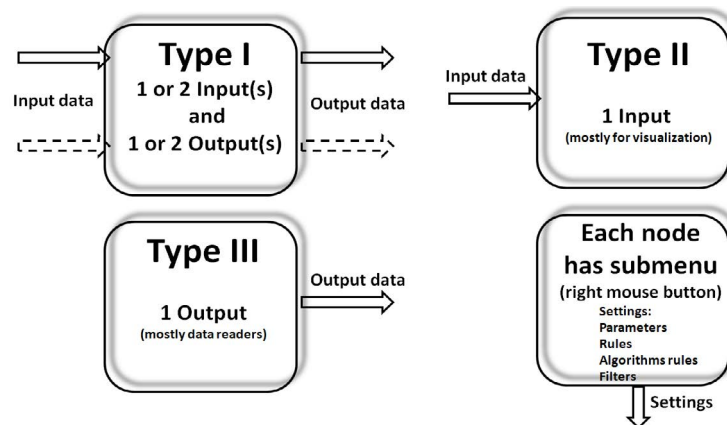 Type I
1 or 2 Input(s)
and
1 or 2 Output(s)
Input data
Output data
Type II
1 Input
(mostly for visualization)
Input data
Type III
1 Output
(mostly data readers)
Output data
Each node
has submenu
(right mouse button)
Settings:
Parameters
Rules
Algorithms rules
Filters
Settings